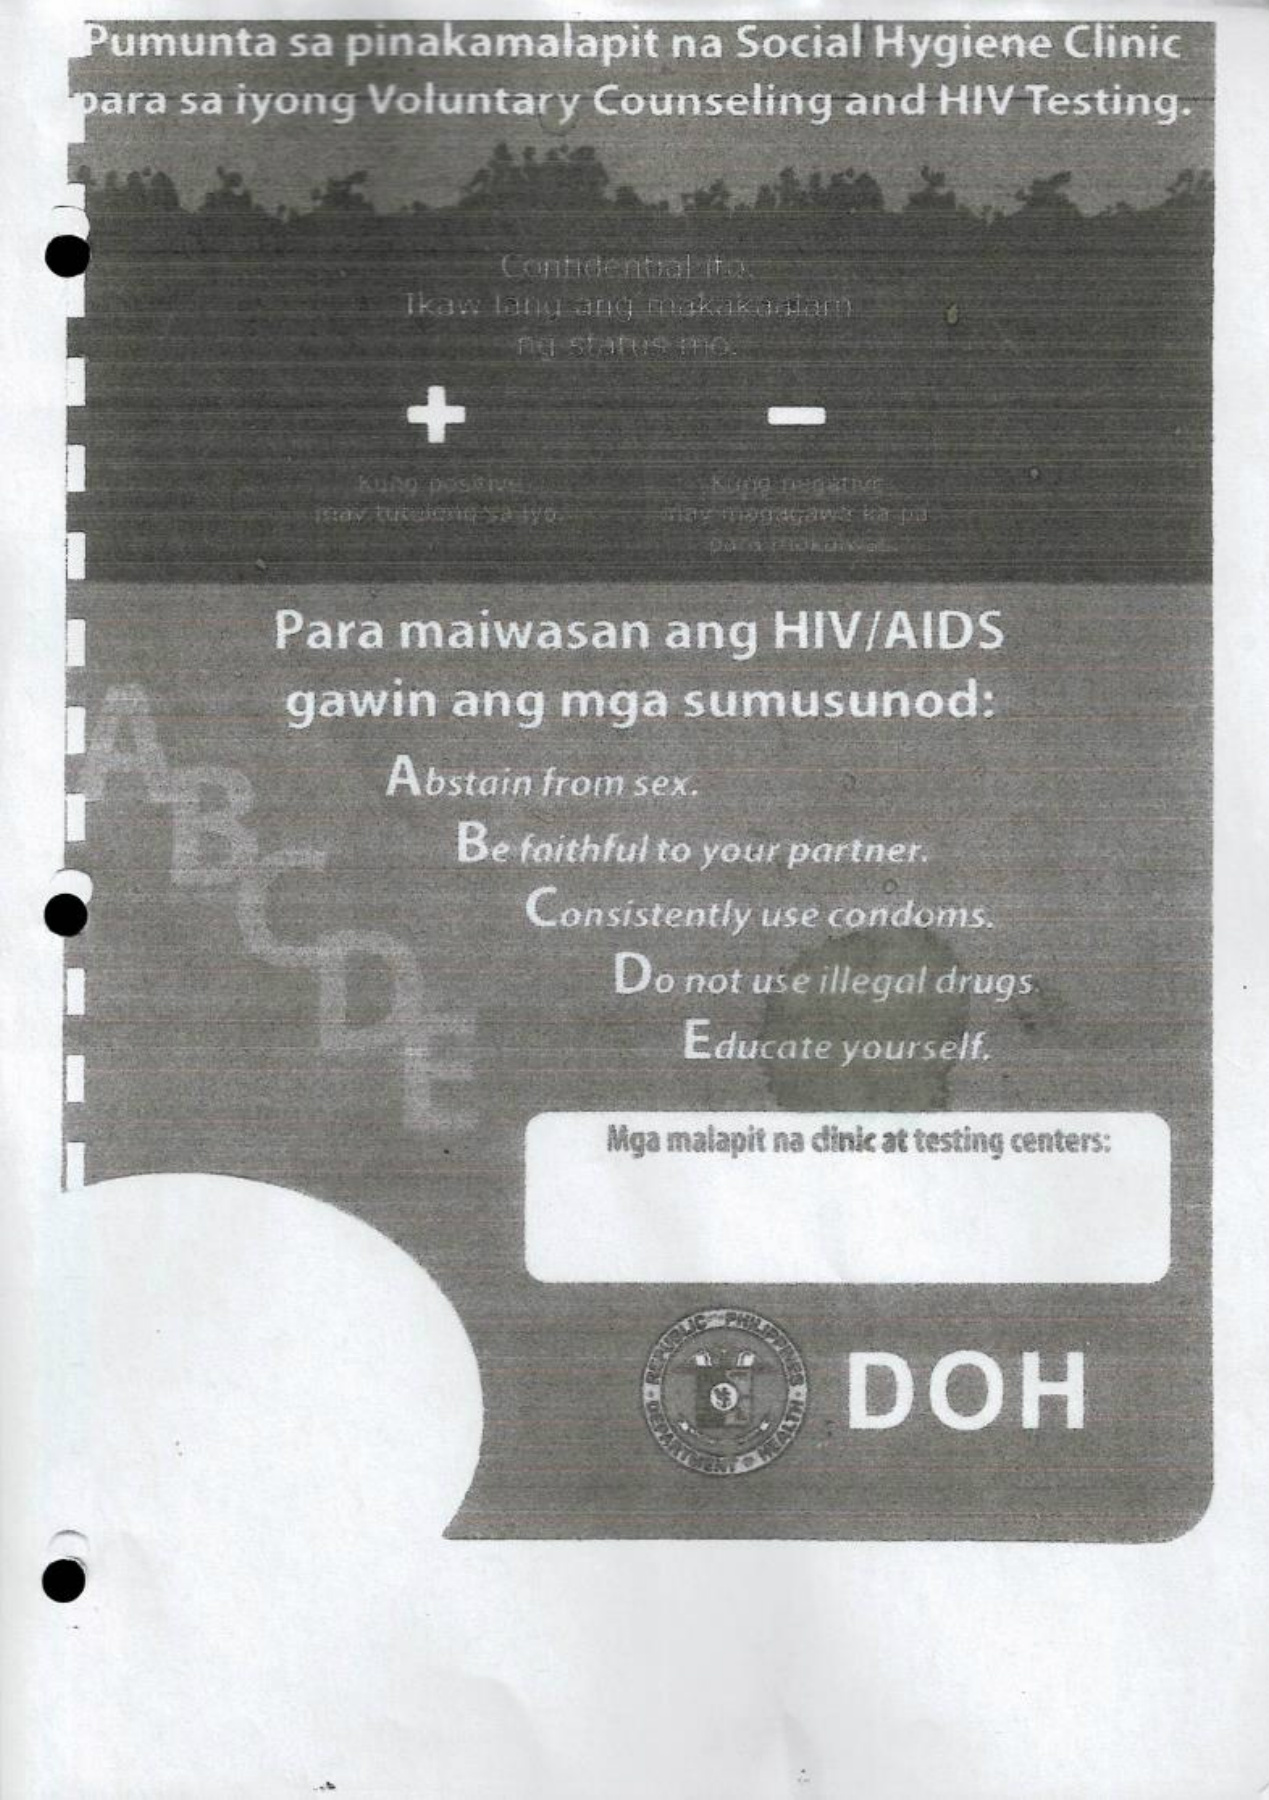 Pumunta sa pinakamalapit na Social Hygiene Clinic
para sa iyong Voluntary Counseling and HIV Testing.
Confidential ito.
Ikaw lang ang makakaalam
ng status mo.
+ −
Kung positive,
may tutulong sa iyo.
Kung negative
may magagawa ka pa
para
Para maiwasan ang HIV/AIDS
gawin ang mga sumusunod:
A
B
C
D
E
Abstain from sex.
Be faithful to your partner.
Consistently use condoms.
Do not use illegal drugs.
Educate yourself.
Mga malapit na clinic at testing centers:
REPUBLIC PHILIPPINES
DEPARTMENT HEALTH
DOH